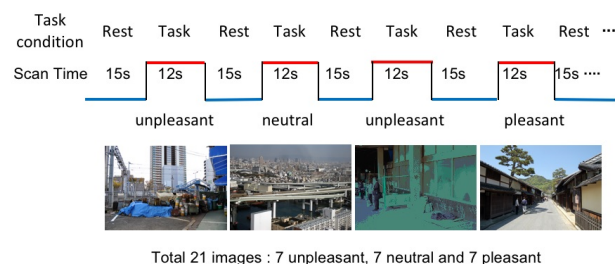 Task condition Rest Task Rest Task Rest Task Rest Task Rest ...
Scan Time 15s 12s 15s 12s 15s 12s 15s 12s 15s ....
unpleasant neutral unpleasant pleasant
Total 21 images : 7 unpleasant, 7 neutral and 7 pleasant